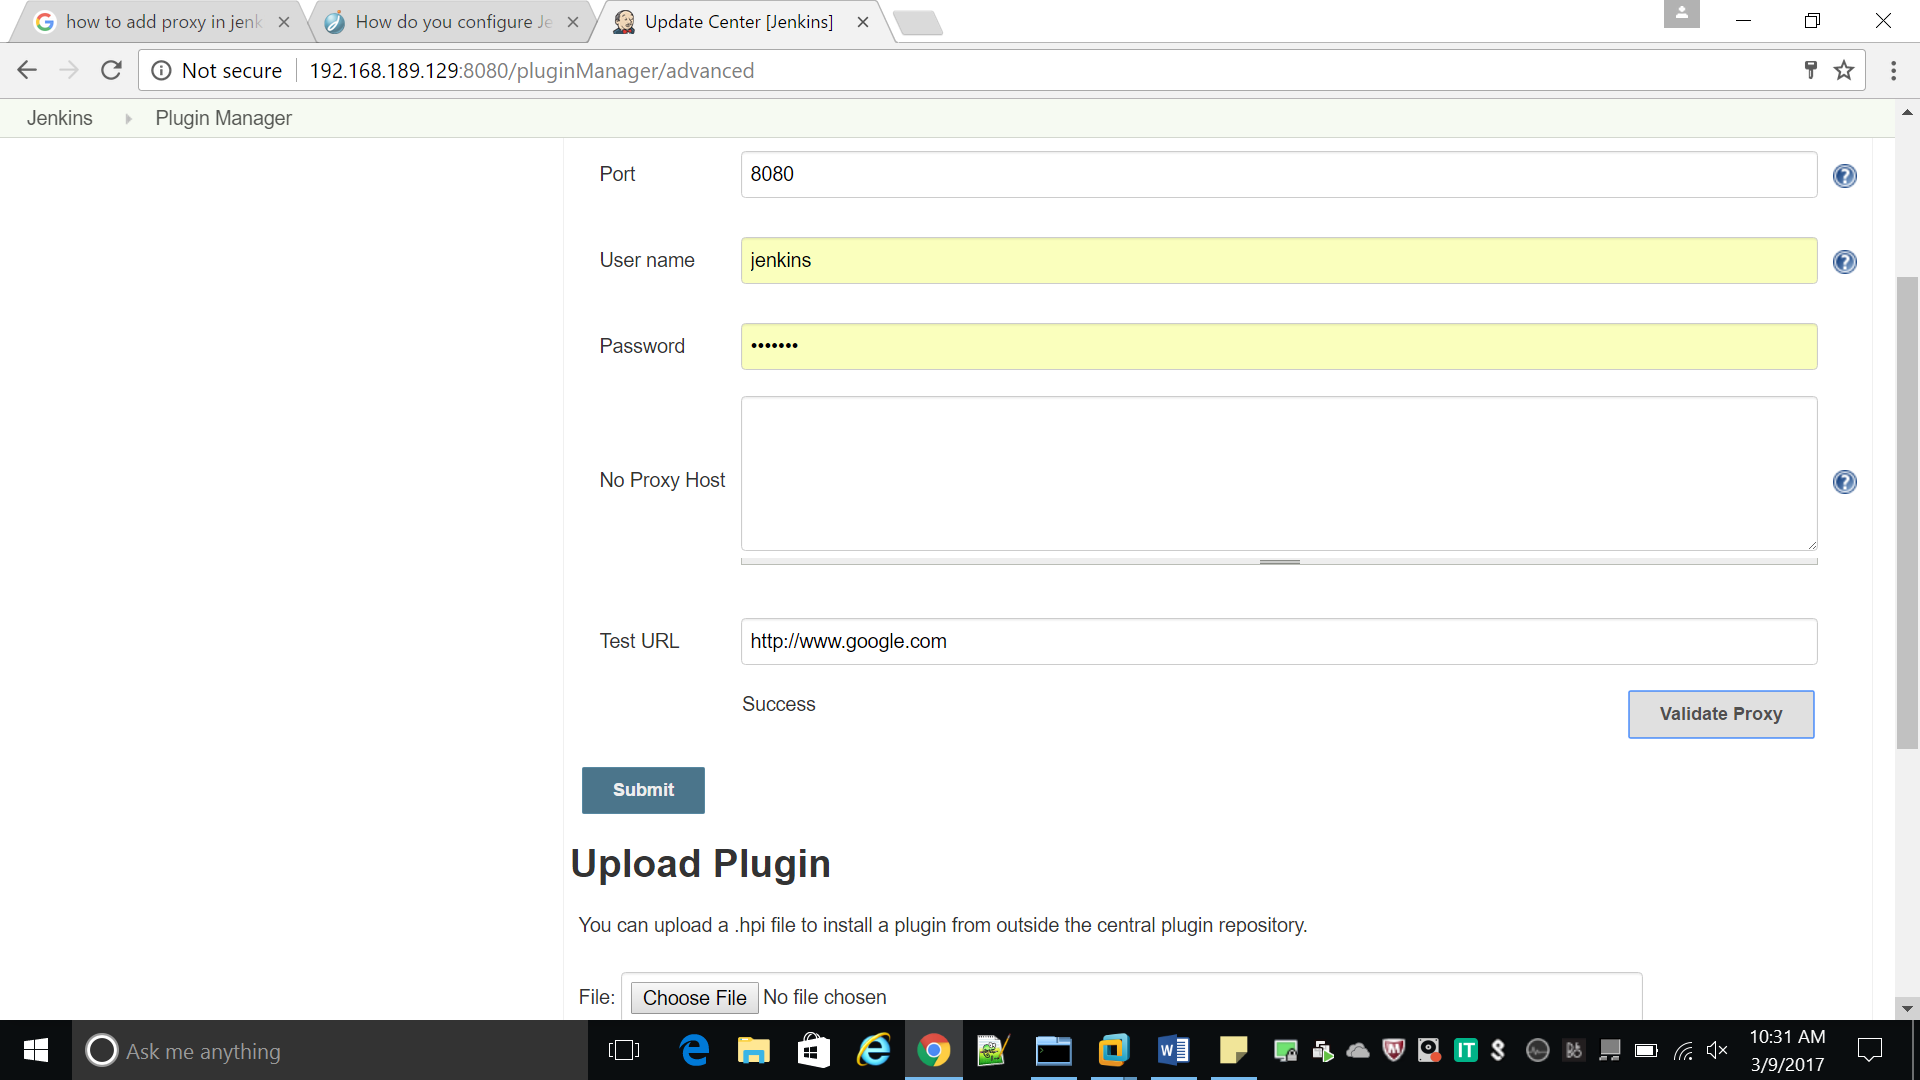 how to add proxy in jenk
How do you configure Je
Update Center [Jenkins]
Not secure
192.168.189.129:8080/pluginManager/advanced
Jenkins
Plugin Manager
Port
8080
User name
jenkins
Password
•••••••
No Proxy Host
Test URL
http://www.google.com
Success
Validate Proxy
Submit
Upload Plugin
You can upload a .hpi file to install a plugin from outside the central plugin repository.
File:
Choose File
No file chosen
Ask me anything
IT
10:31 AM
3/9/2017